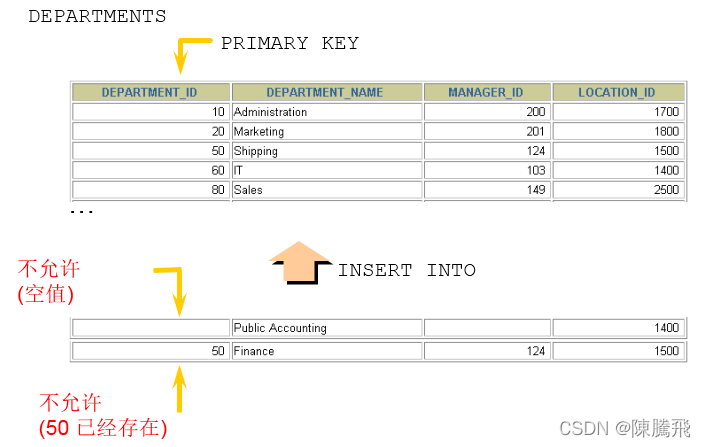 DEPARTMENTS
PRIMARY KEY
DEPARTMENT_ID DEPARTMENT_NAME MANAGER_ID LOCATION_ID
10 Administration 200 1700
20 Marketing 201 1800
50 Shipping 124 1500
60 IT 103 1400
80 Sales 149 2500
...
不允许
(空值)
INSERT INTO
Public Accounting 1400
50 Finance 124 1500
不允许
(50 已经存在)
CSDN @陳騰飛